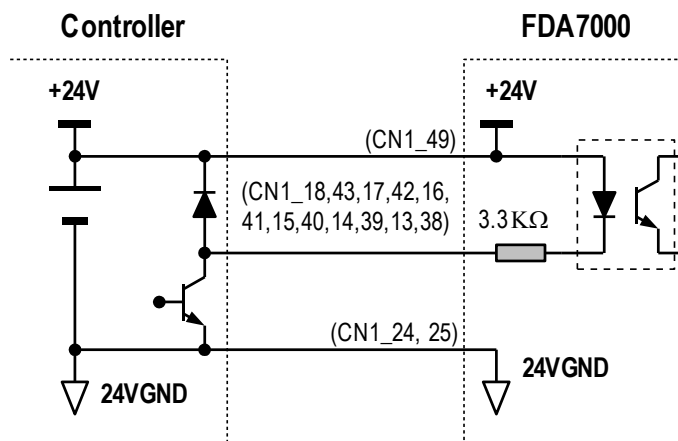 Controller
FDA7000
+24V
+24V
(CN1_49)
(CN1_18,43,17,42,16,
41,15,40,14,39,13,38)
3.3KΩ
(CN1_24, 25)
24VGND
24VGND